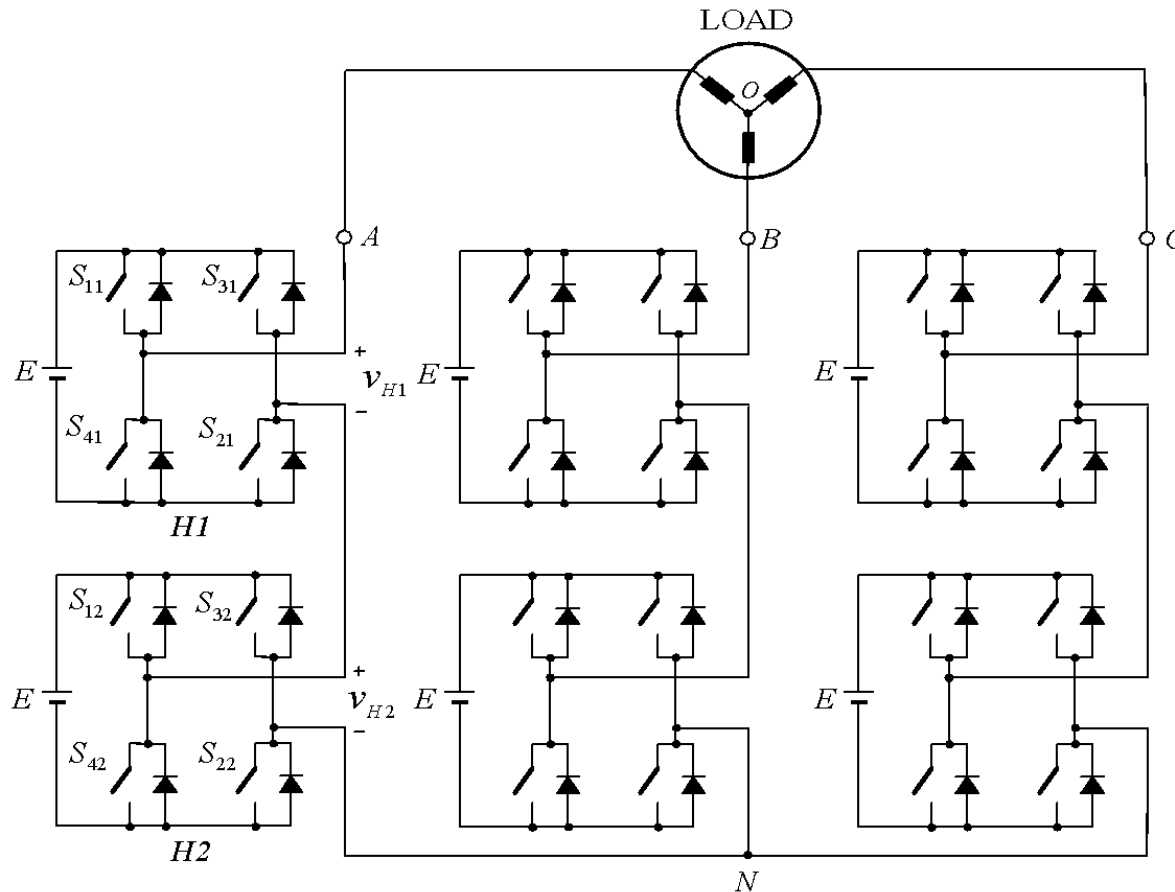 LOAD
O
A
B
C
S11
S31
E
+
vH1
−
E
E
S41
S21
H1
S12
S32
E
+
vH2
−
E
E
S42
S22
H2
N